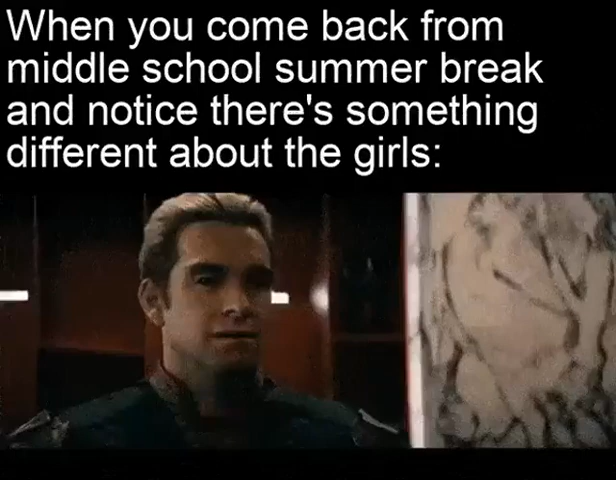 When you come back from
middle school summer break
and notice there's something
different about the girls: